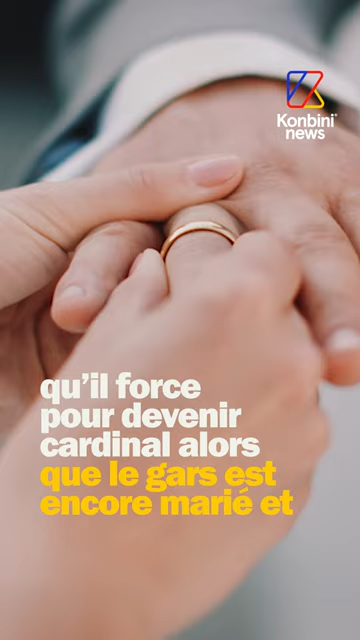 Konbini
news
qu'il force
pour devenir
cardinal alors
que le gars est
encore marié et